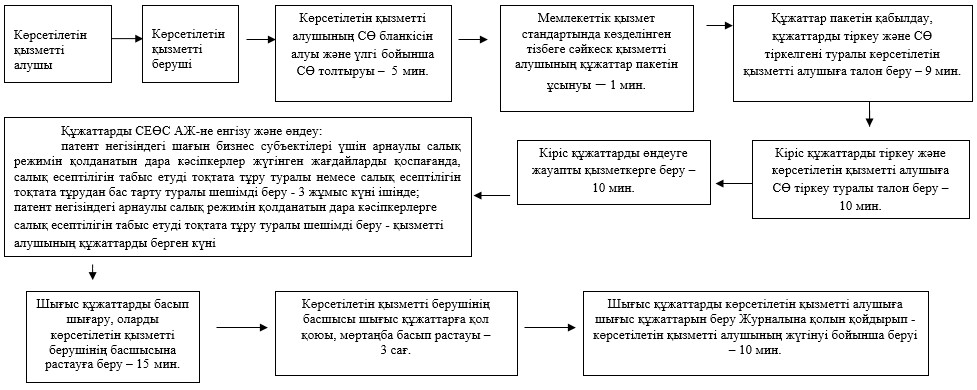 Көрсетілетін
қызметті
алушы
Көрсетілетін
қызметті
беруші
Көрсетілетін қызметті
алушының СӨ бланкісін
алуы және үлгі бойынша
СӨ толтыруы – 5 мин.
Мемлекеттік қызмет
стандартында көзделінген
тізбеге сәйкеск қызметті
алушының құжаттар пакетін
ұсынуы — 1 мин.
Құжаттар пакетін қабылдау,
құжаттарды тіркеу және СӨ
тіркелгені туралы көрсетілетін
қызметті алушыға талон беру – 9 мин.
Кіріс құжаттарды тіркеу және
көрсетілетін қызметті алушыға
СӨ тіркеу туралы талон беру –
10 мин.
Кіріс құжаттарды өндеуге
жауапты қызметкерге беру –
10 мин.
Құжаттарды СЕӨС АЖ-не енгізу және өндеу:
патент негізіндегі шағын бизнес субъектілері үшін арнаулы салық
режимін қолданатын дара кәсіпкерлер жүгінген жағдайларды қоспағанда,
салық есептілігін табыс етуді тоқтата тұру туралы немесе салық есептілігін
тоқтата тұрудан бас тарту туралы шешімді беру - 3 жұмыс күні ішінде;
патент негізіндегі арнаулы салық режимін қолданатын дара кәсіпкерлерге
салық есептілігін табыс етуді тоқтата тұру туралы шешімді беру - қызметті
алушының құжаттарды берген күні
Шығыс құжаттарды басып
шығару, оларды
көрсетілетін қызметті
берушінің басшысына
растауға беру – 15 мин.
Көрсетілетін қызметті берушінің
басшысы шығыс құжаттарға қол
қоюы, мөртаңба басып растауы –
3 сағ.
Шығыс құжаттарды көрсетілетін қызметті алушыға
шығыс құжаттарын беру Журналына қолын қойдырып -
көрсетілетін қызметті алушының жүгінуі бойынша беруі
– 10 мин.